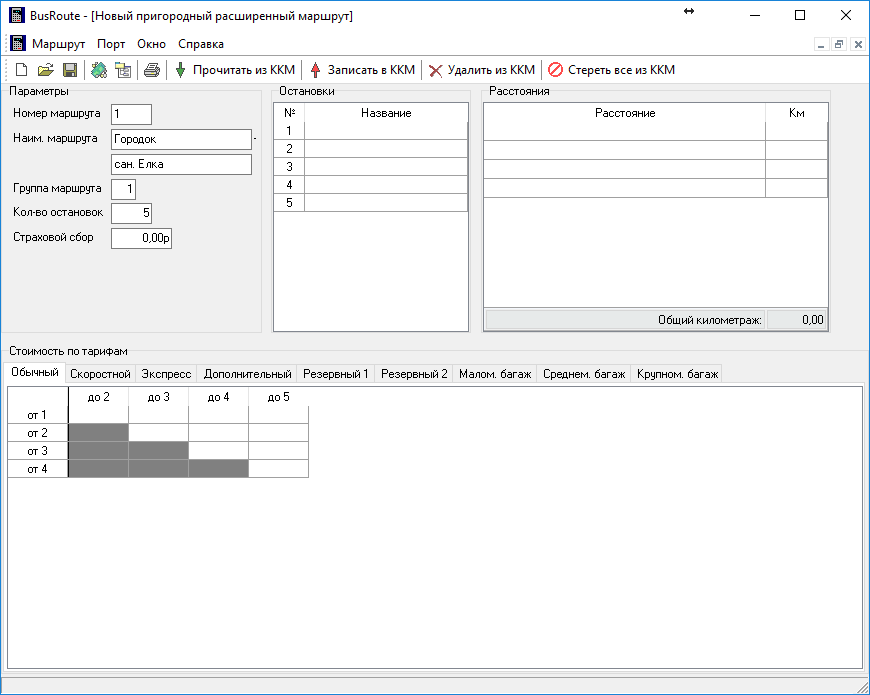 BusRoute - [Новый пригородный расширенный маршрут]
Маршрут Порт Окно Справка
Прочитать из ККМ Записать в ККМ Удалить из ККМ Стереть все из ККМ
Параметры
Номер маршрута 1
Наим. маршрута Городок -
сан. Елка
Группа маршрута 1
Кол-во остановок 5
Страховой сбор 0,00р
Остановки
№ Название
1
2
3
4
5
Расстояния
Расстояние Км
Общий километраж: 0,00
Стоимость по тарифам
Обычный Скоростной Экспресс Дополнительный Резервный 1 Резервный 2 Малом. багаж Среднем. багаж Крупном. багаж
до 2 до 3 до 4 до 5
от 1
от 2
от 3
от 4